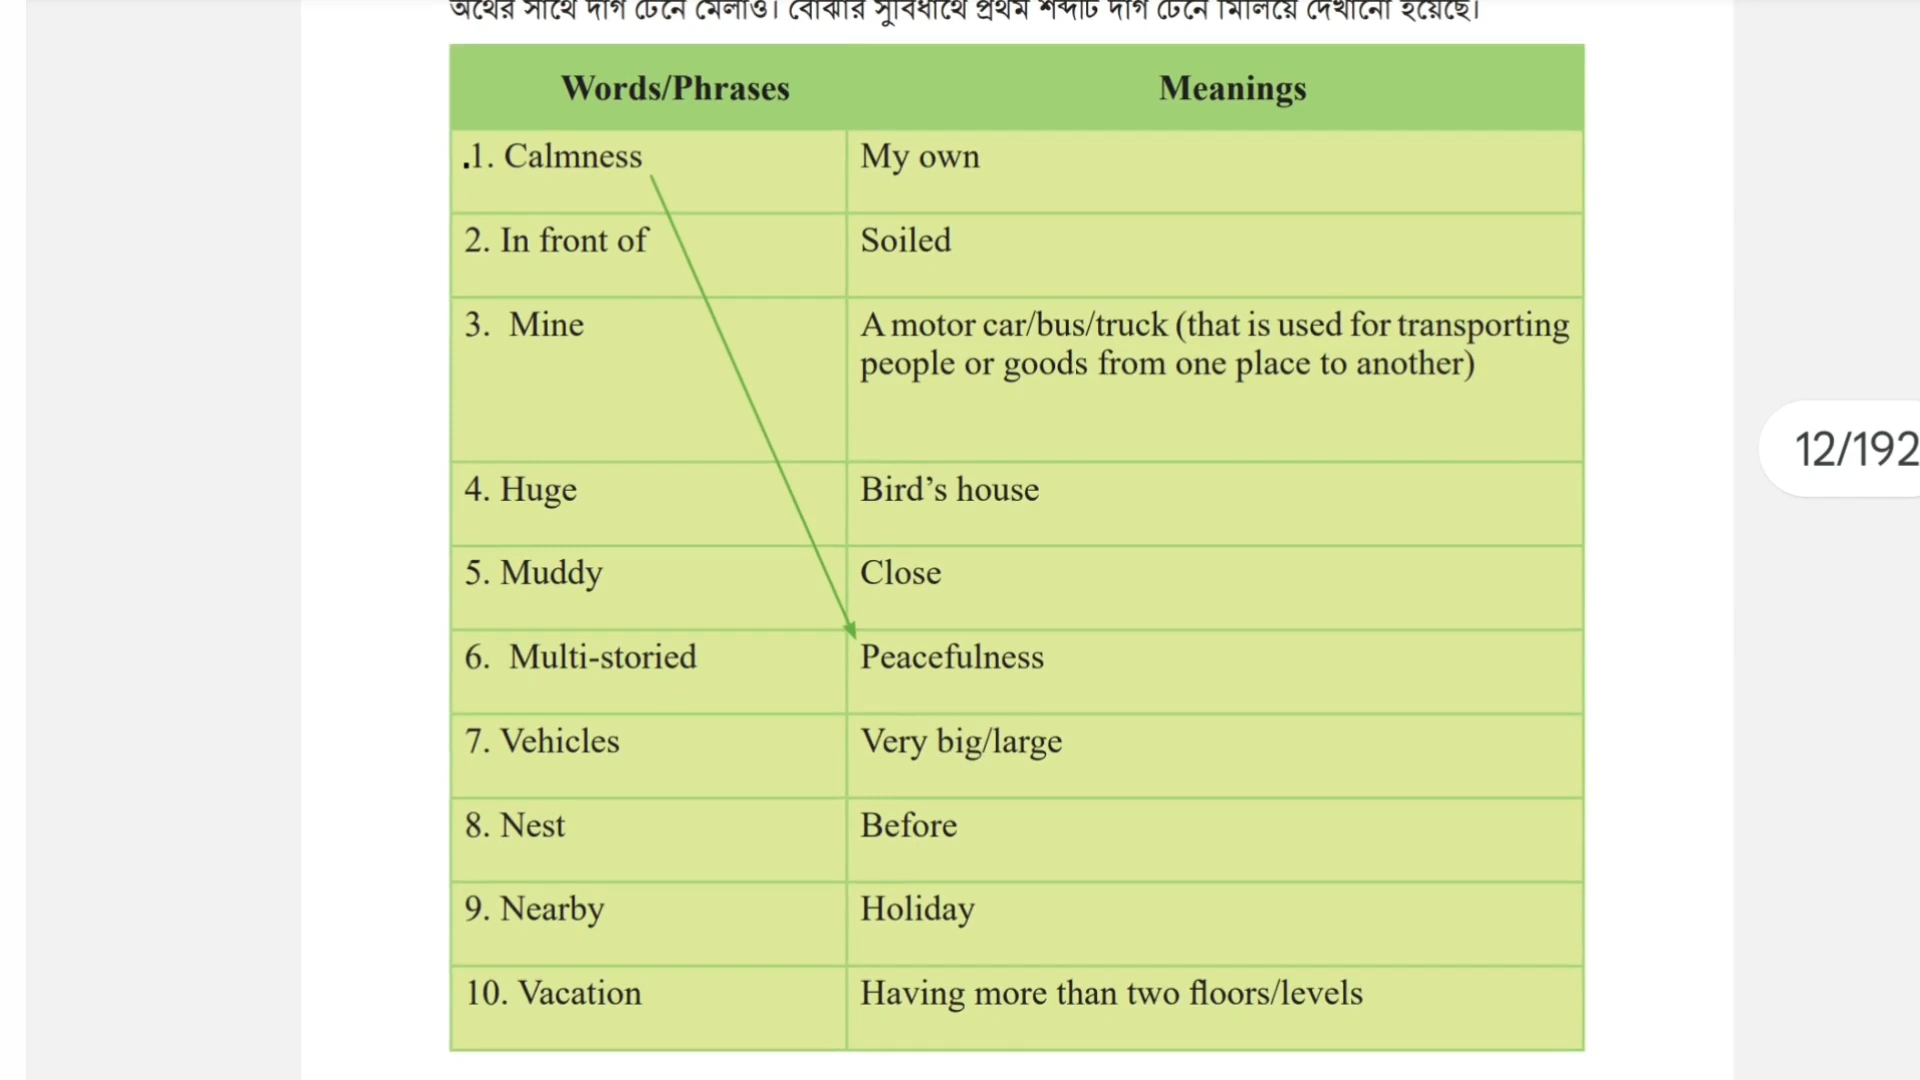 অর্থের সাথে দাগ টেনে মেলাও। বোঝার সুবিধার্থে প্রথম শব্দটি দাগ টেনে মিলিয়ে দেখানো হয়েছে।
Words/Phrases Meanings
.1. Calmness My own
2. In front of Soiled
3. Mine A motor car/bus/truck (that is used for transporting
people or goods from one place to another)
4. Huge Bird’s house
5. Muddy Close
6. Multi-storied Peacefulness
7. Vehicles Very big/large
8. Nest Before
9. Nearby Holiday
10. Vacation Having more than two floors/levels
12/192